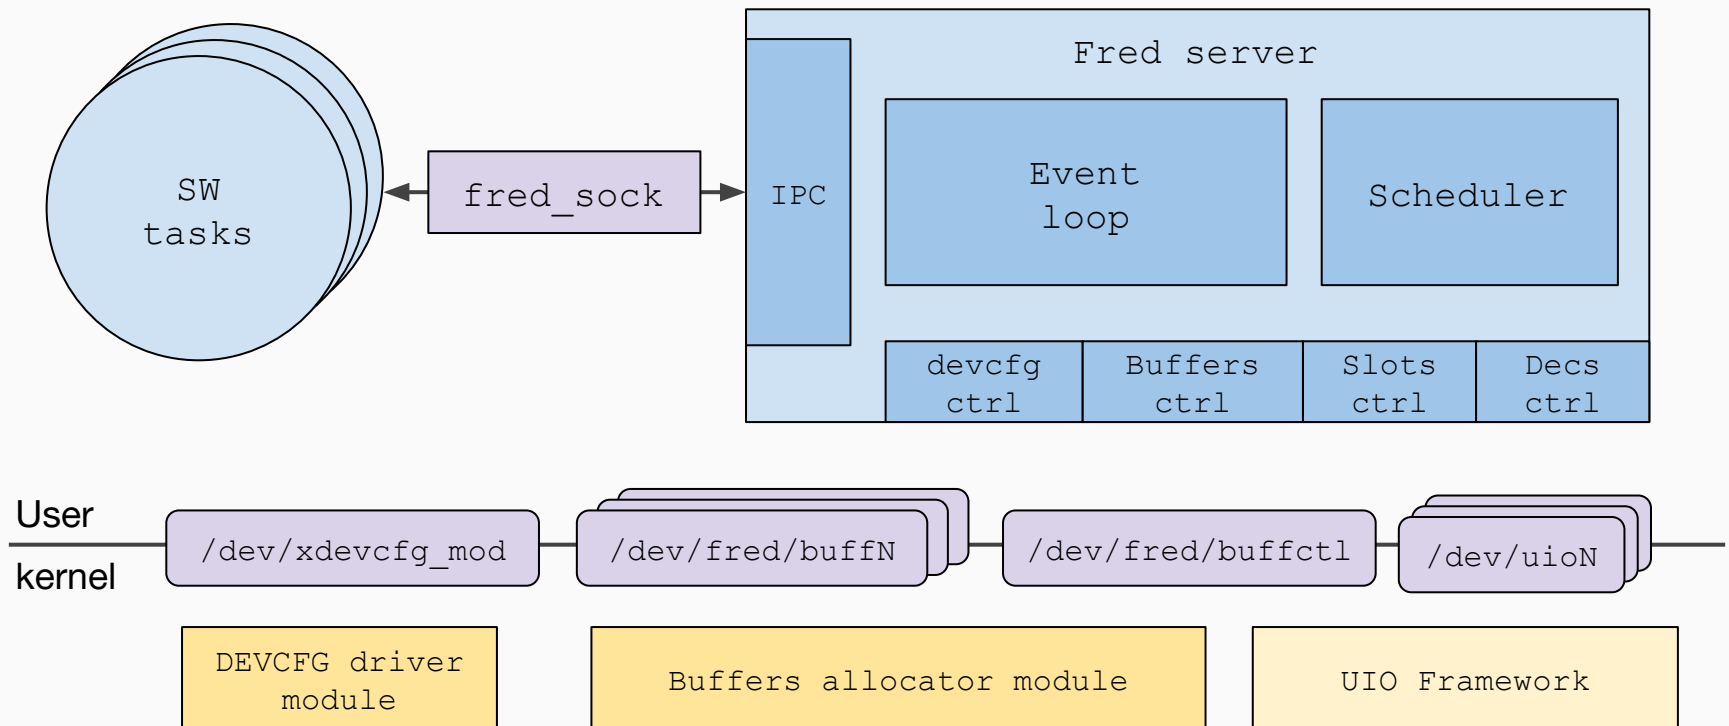 Fred server
SW
tasks
fred_sock
IPC
Event
loop
Scheduler
devcfg
ctrl
Buffers
ctrl
Slots
ctrl
Decs
ctrl
User
kernel
/dev/xdevcfg_mod
/dev/fred/buffN
/dev/fred/buffctl
/dev/uioN
DEVCFG driver
module
Buffers allocator module
UIO Framework